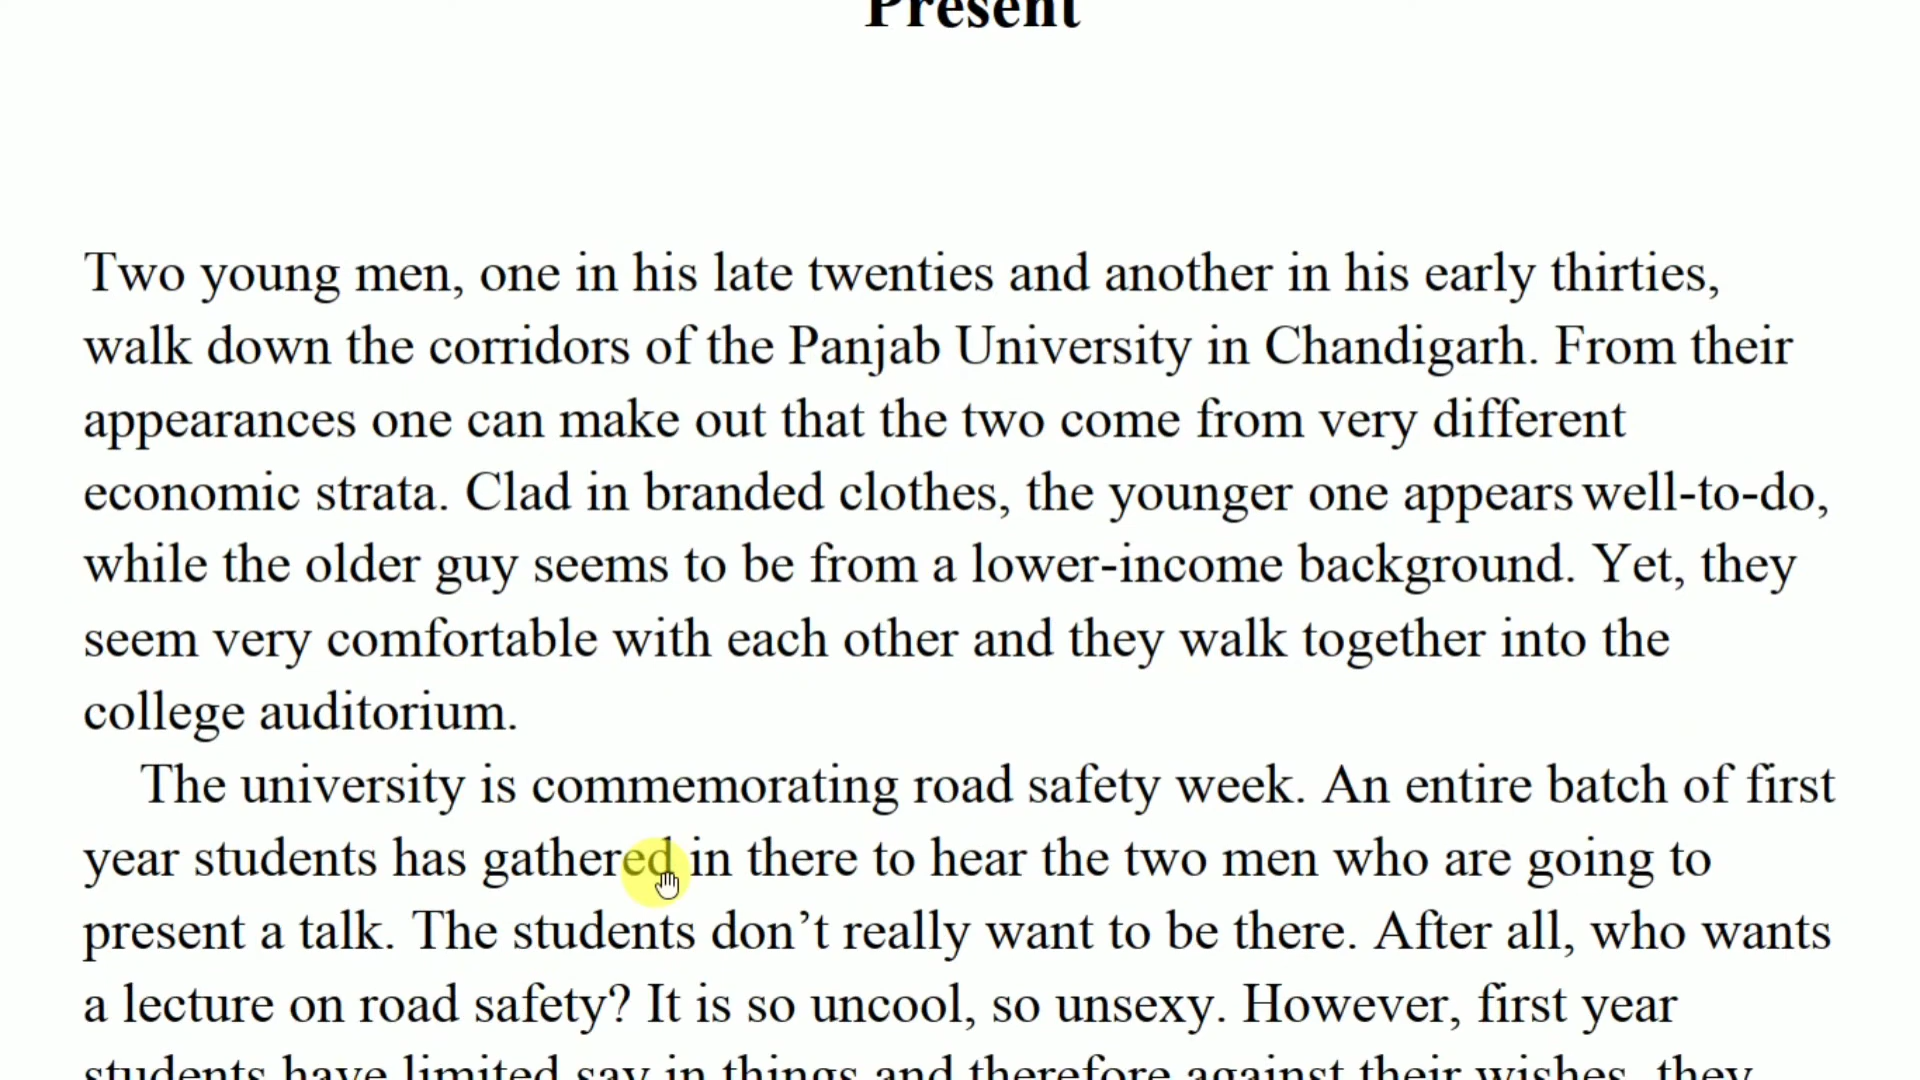 Present
Two young men, one in his late twenties and another in his early thirties,
walk down the corridors of the Panjab University in Chandigarh. From their
appearances one can make out that the two come from very different
economic strata. Clad in branded clothes, the younger one appears well-to-do,
while the older guy seems to be from a lower-income background. Yet, they
seem very comfortable with each other and they walk together into the
college auditorium.
The university is commemorating road safety week. An entire batch of first
year students has gathered in there to hear the two men who are going to
present a talk. The students don’t really want to be there. After all, who wants
a lecture on road safety? It is so uncool, so unsexy. However, first year
students have limited say in things and therefore against their wishes, they